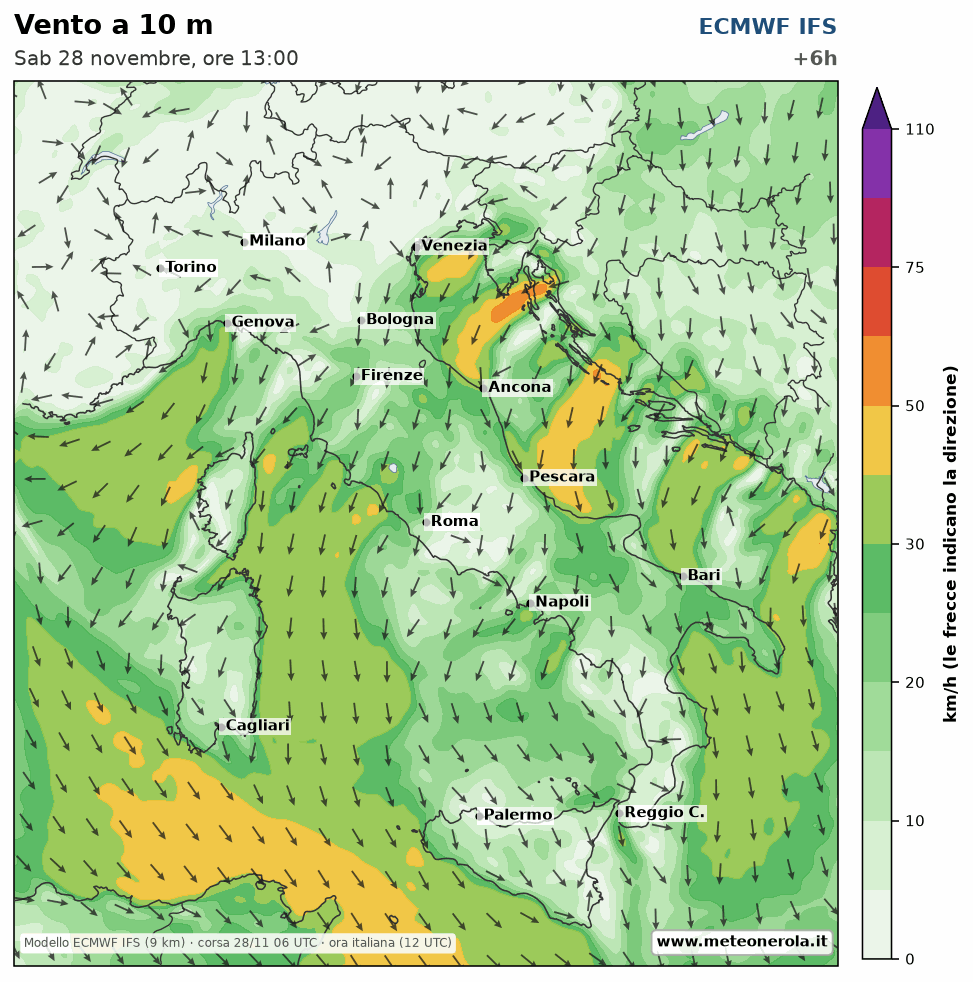 Vento a 10 m
ECMWF IFS
Sab 28 novembre, ore 13:00
+6h
110
75
50
30
20
10
0
km/h (le frecce indicano la direzione)
Venezia
Milano
Torino
Bologna
Genova
Firenze
Ancona
Pescara
Roma
Bari
Napoli
Cagliari
Palermo
Reggio C.
Modello ECMWF IFS (9 km) · corsa 28/11 06 UTC · ora italiana (12 UTC)
www.meteonerola.it